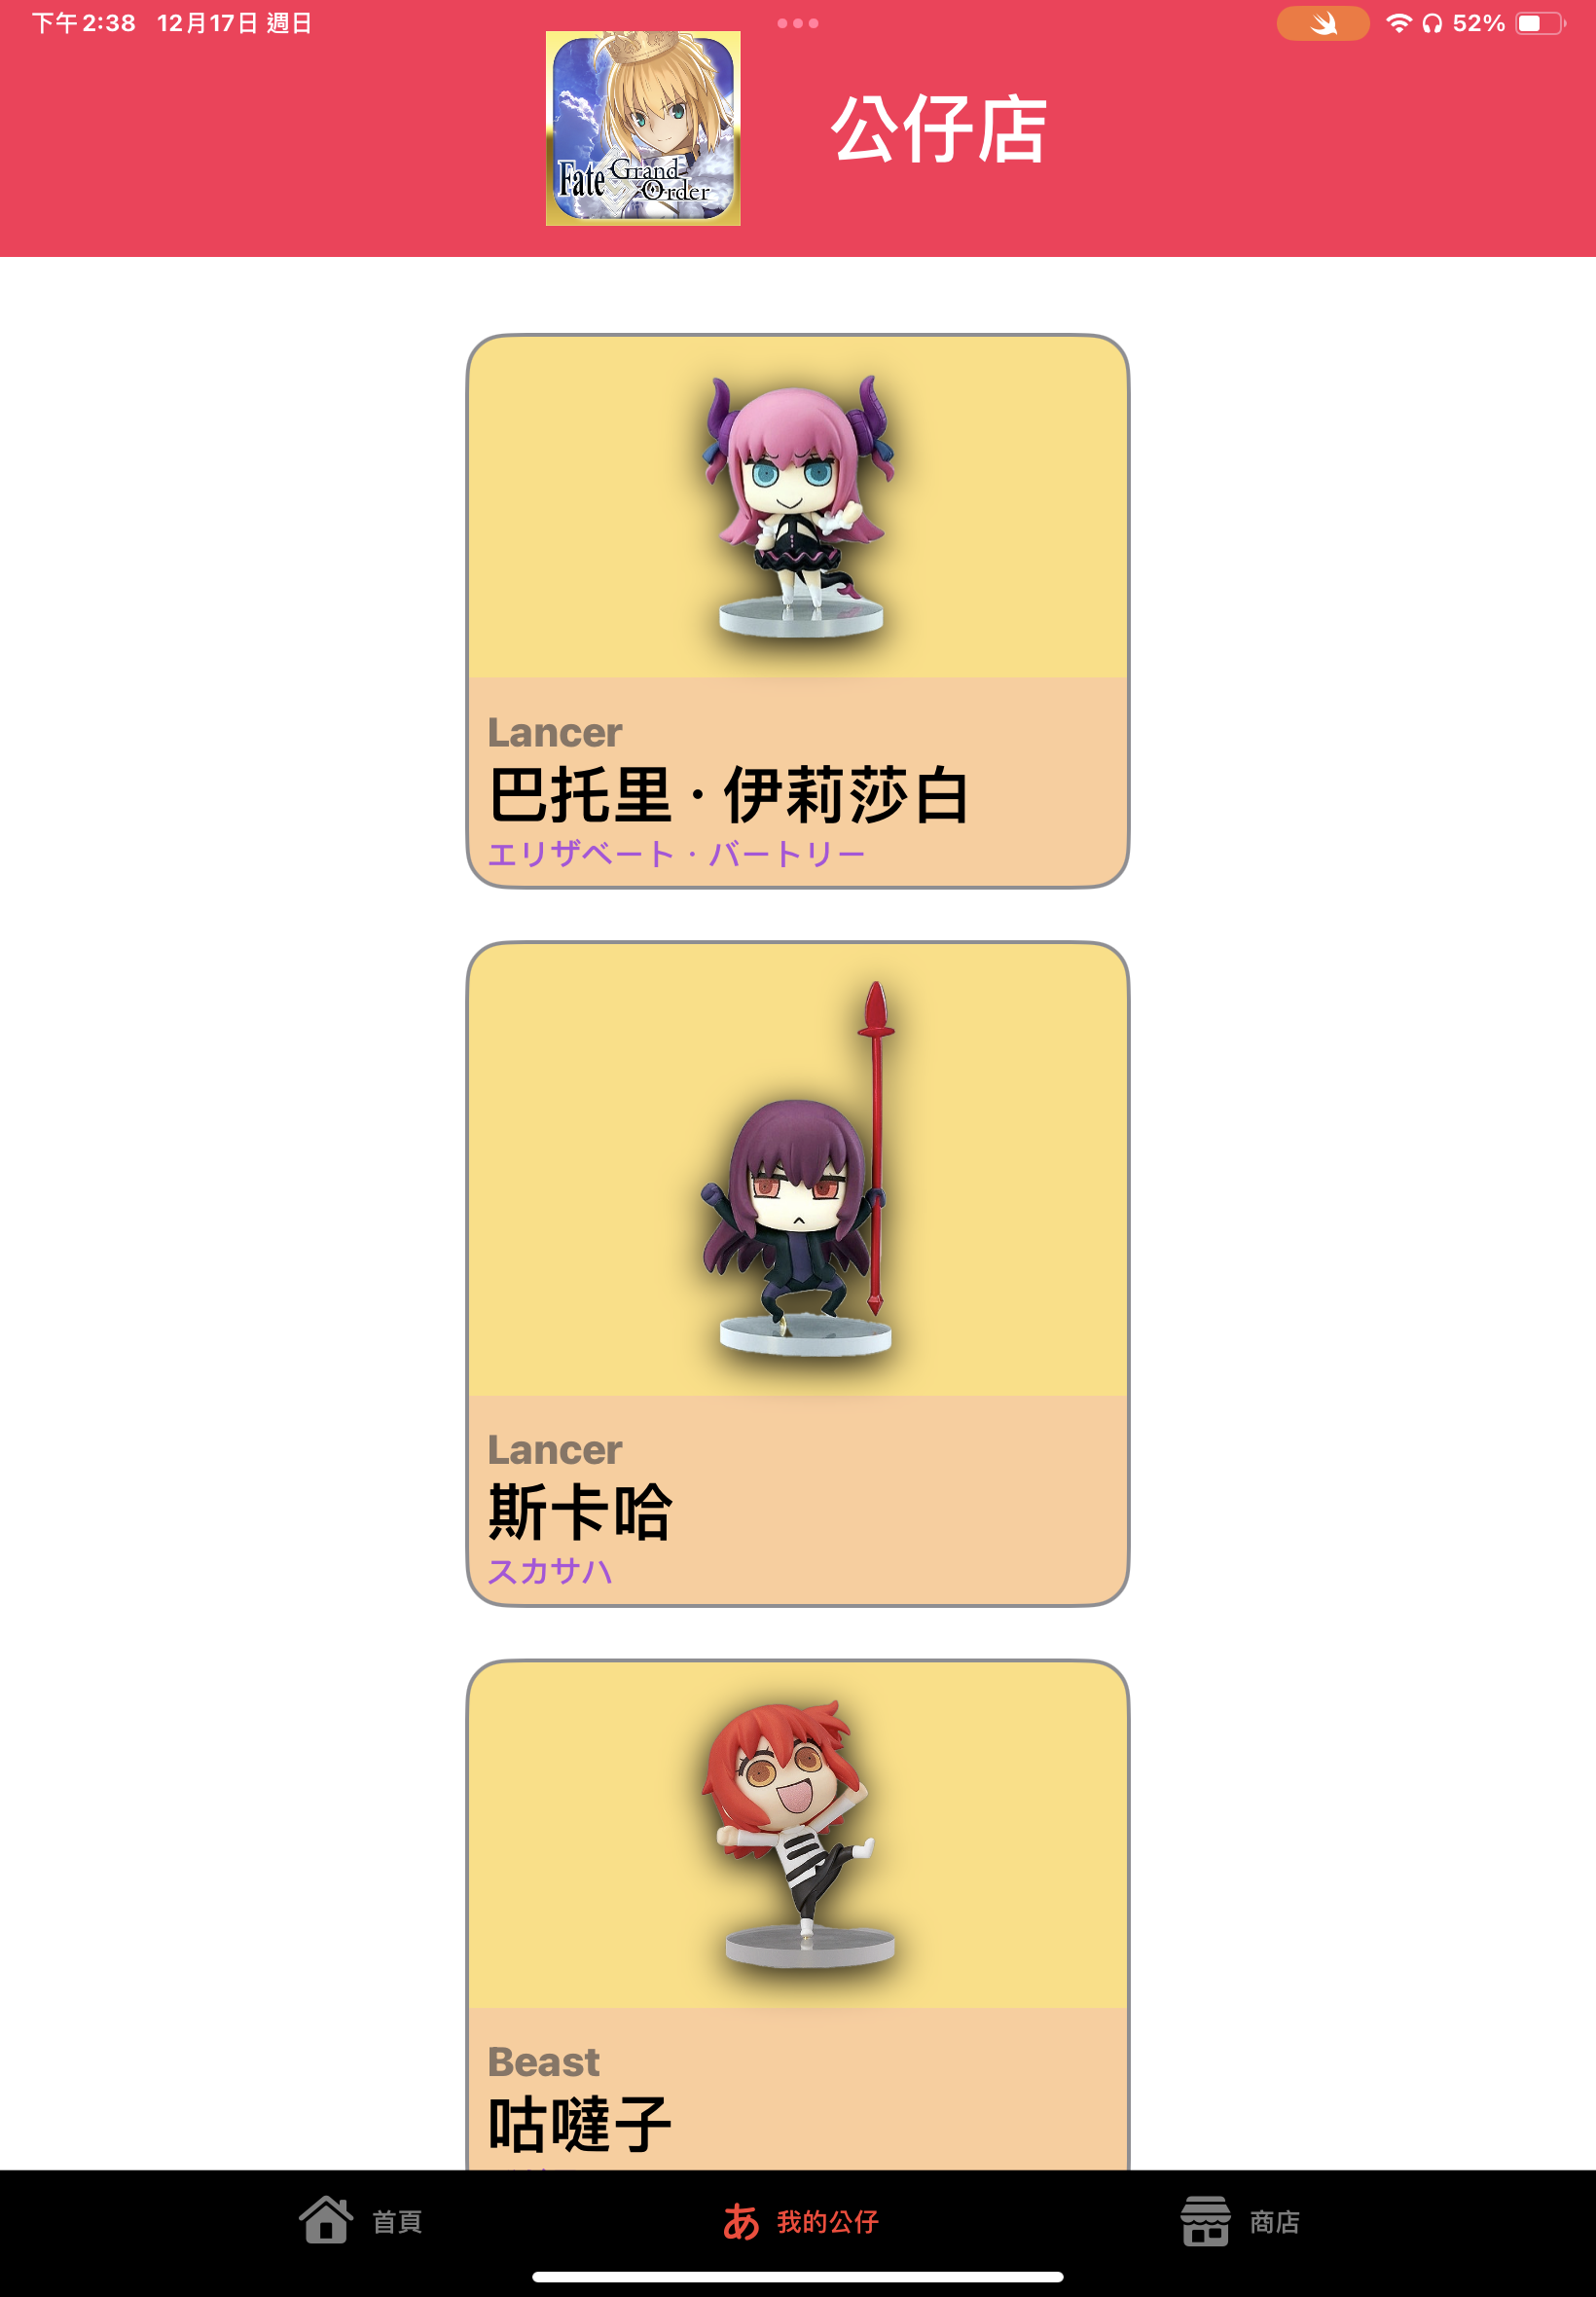 下午2:38 12月17日 週日
52%
Fate
Grand
Order
公仔店
Lancer
巴托里·伊莉莎白
エリザベート・バートリー
Lancer
斯卡哈
スカサハ
Beast
咕噠子
首頁
あ 我的公仔
商店